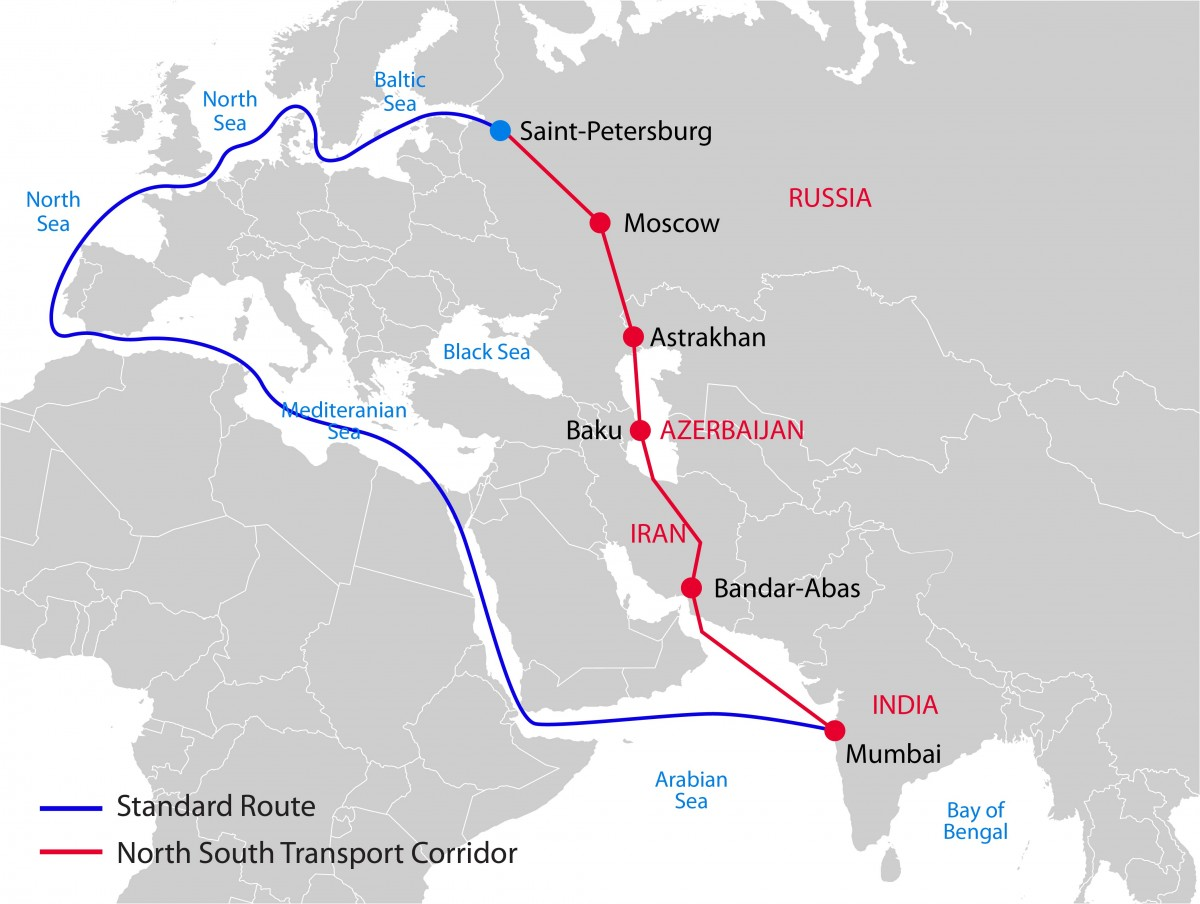 Baltic
Sea
North
Sea
Saint-Petersburg
RUSSIA
North
Sea
Moscow
Astrakhan
Black Sea
Mediteranian
Sea
Baku
AZERBAIJAN
IRAN
Bandar-Abas
INDIA
Mumbai
Arabian
Sea
Bay of
Bengal
Standard Route
North South Transport Corridor